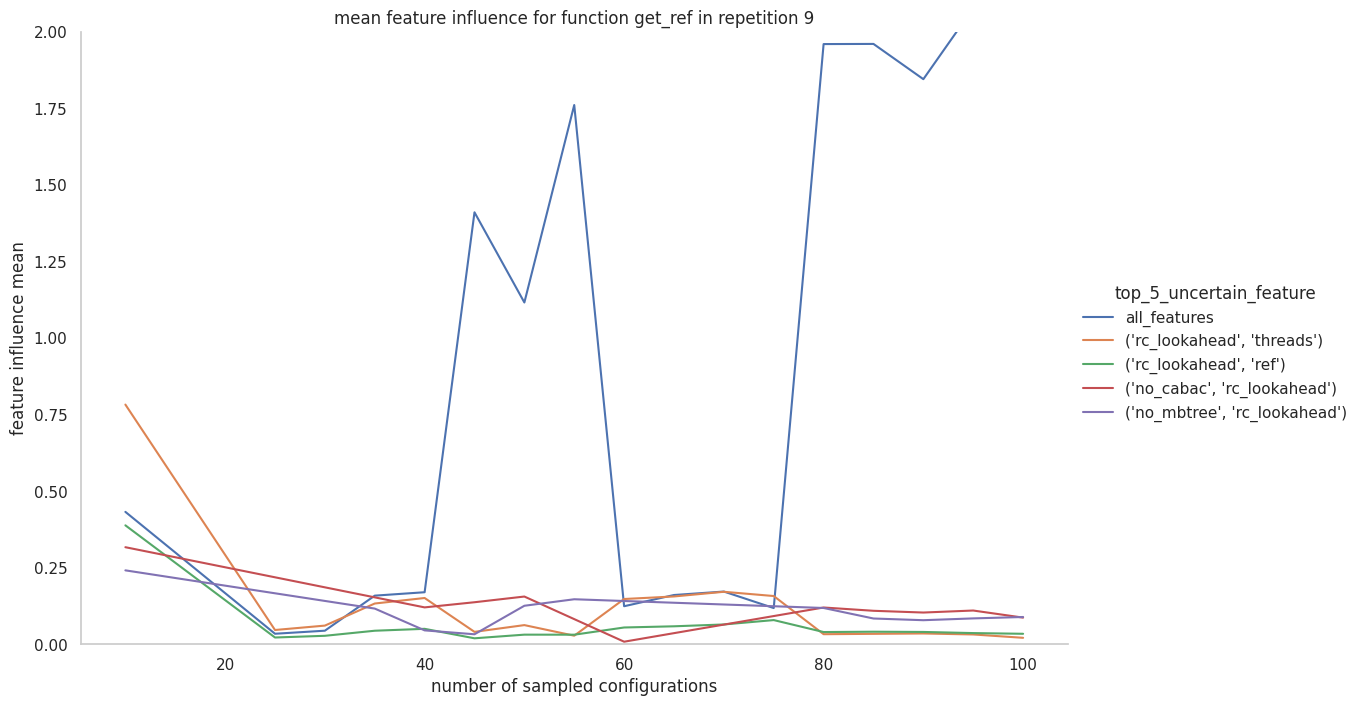 mean feature influence for function get_ref in repetition 9
2.00
1.75
1.50
1.25
1.00
0.75
0.50
0.25
0.00
feature influence mean
20 40 60 80 100
number of sampled configurations
top_5_uncertain_feature
all_features
('rc_lookahead', 'threads')
('rc_lookahead', 'ref')
('no_cabac', 'rc_lookahead')
('no_mbtree', 'rc_lookahead')